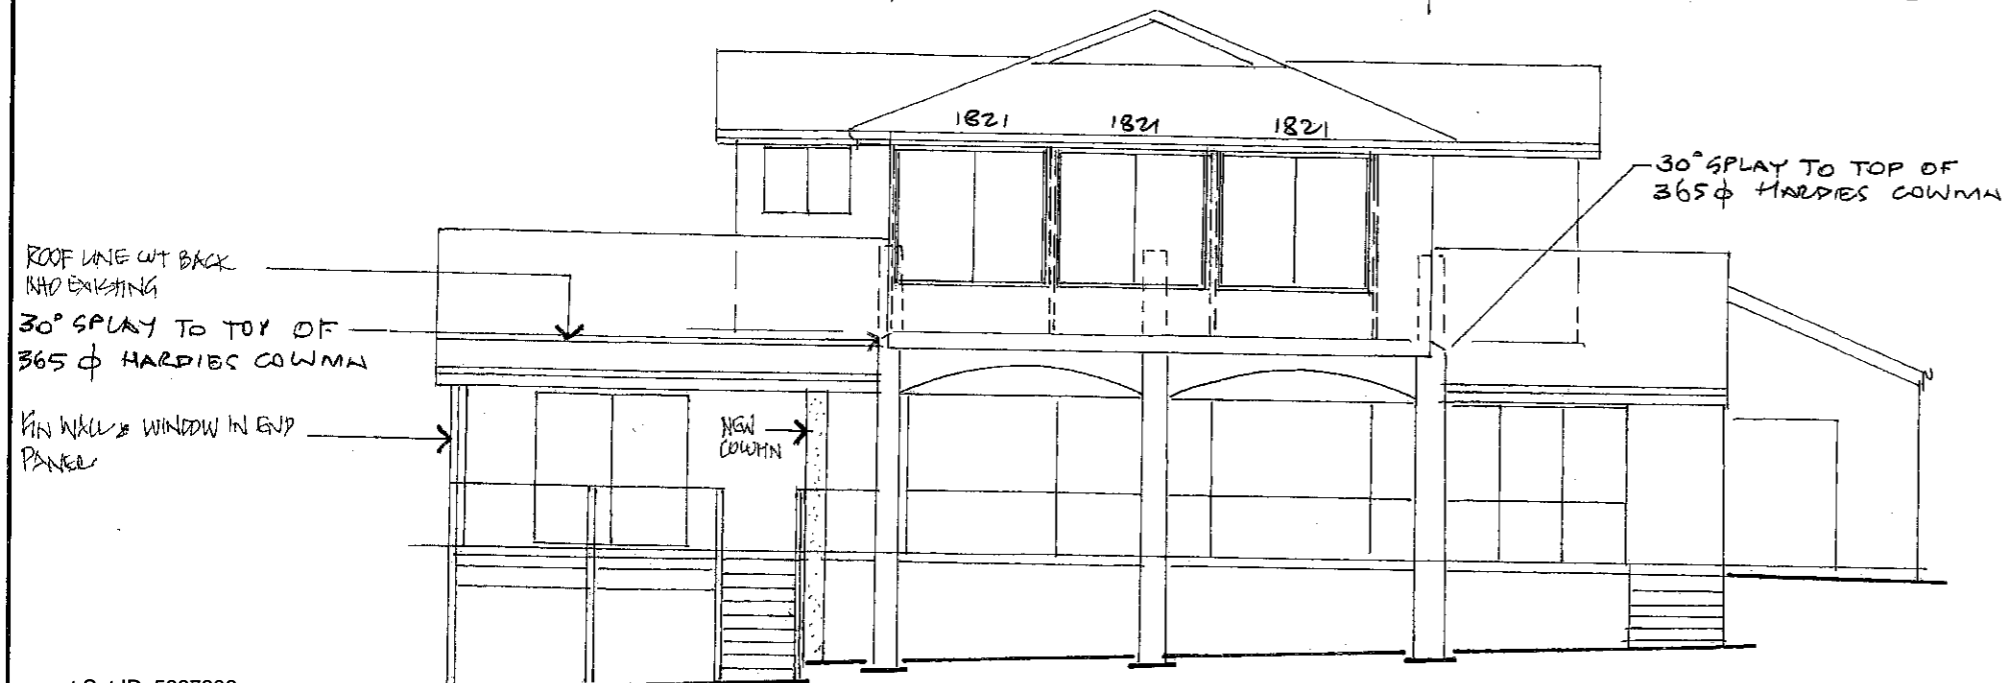 1821
1821
1821
30° SPLAY TO TOP OF
365 ϕ HARDIES COLUMN
ROOF LINE CUT BACK
INTO EXISTING
30° SPLAY TO TOP OF
365 ϕ HARDIES COLUMN
FIN WALL & WINDOW IN END
PANEL
NEW
COLUMN